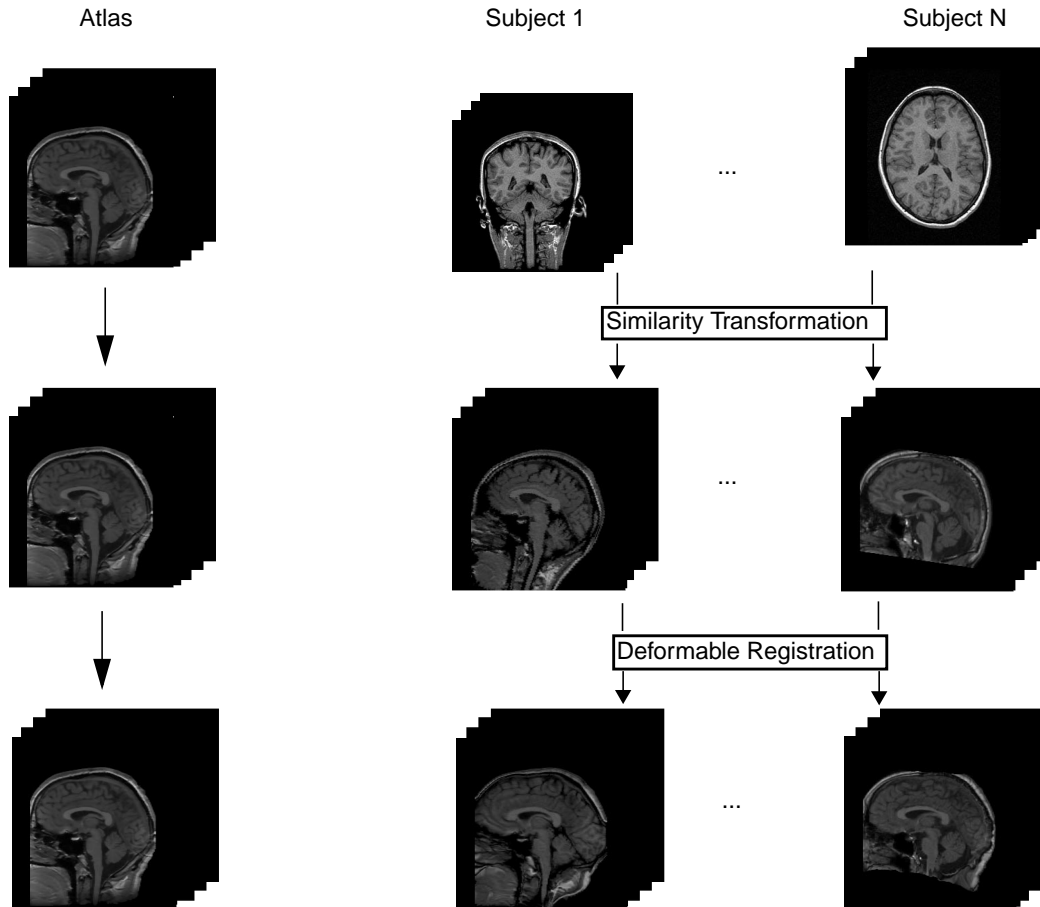 Atlas
Subject 1
Subject N
...
Similarity Transformation
...
Deformable Registration
...